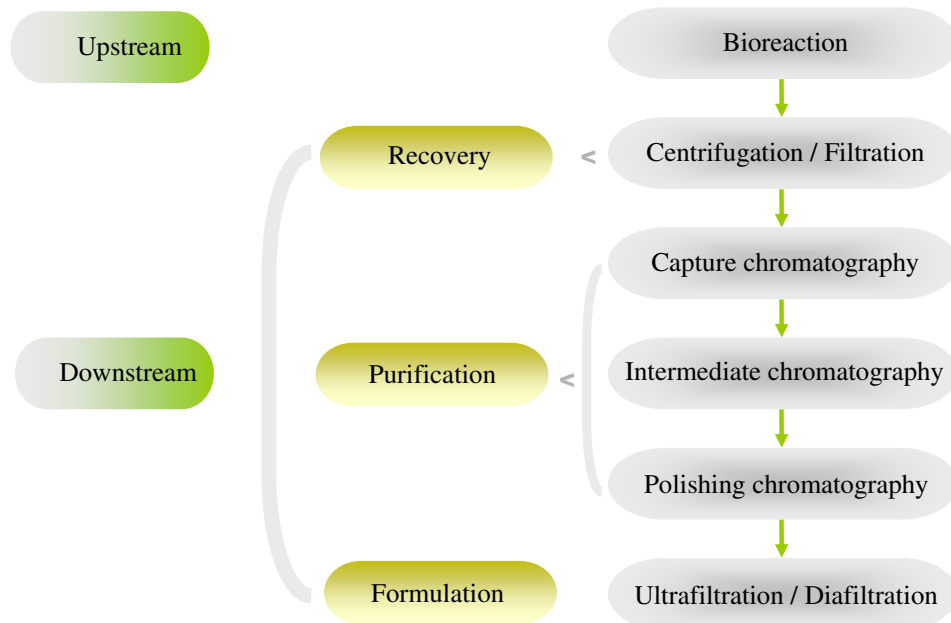 Upstream
Bioreaction
Recovery
<
Centrifugation / Filtration
Capture chromatography
Downstream
Purification
<
Intermediate chromatography
Polishing chromatography
Formulation
Ultrafiltration / Diafiltration